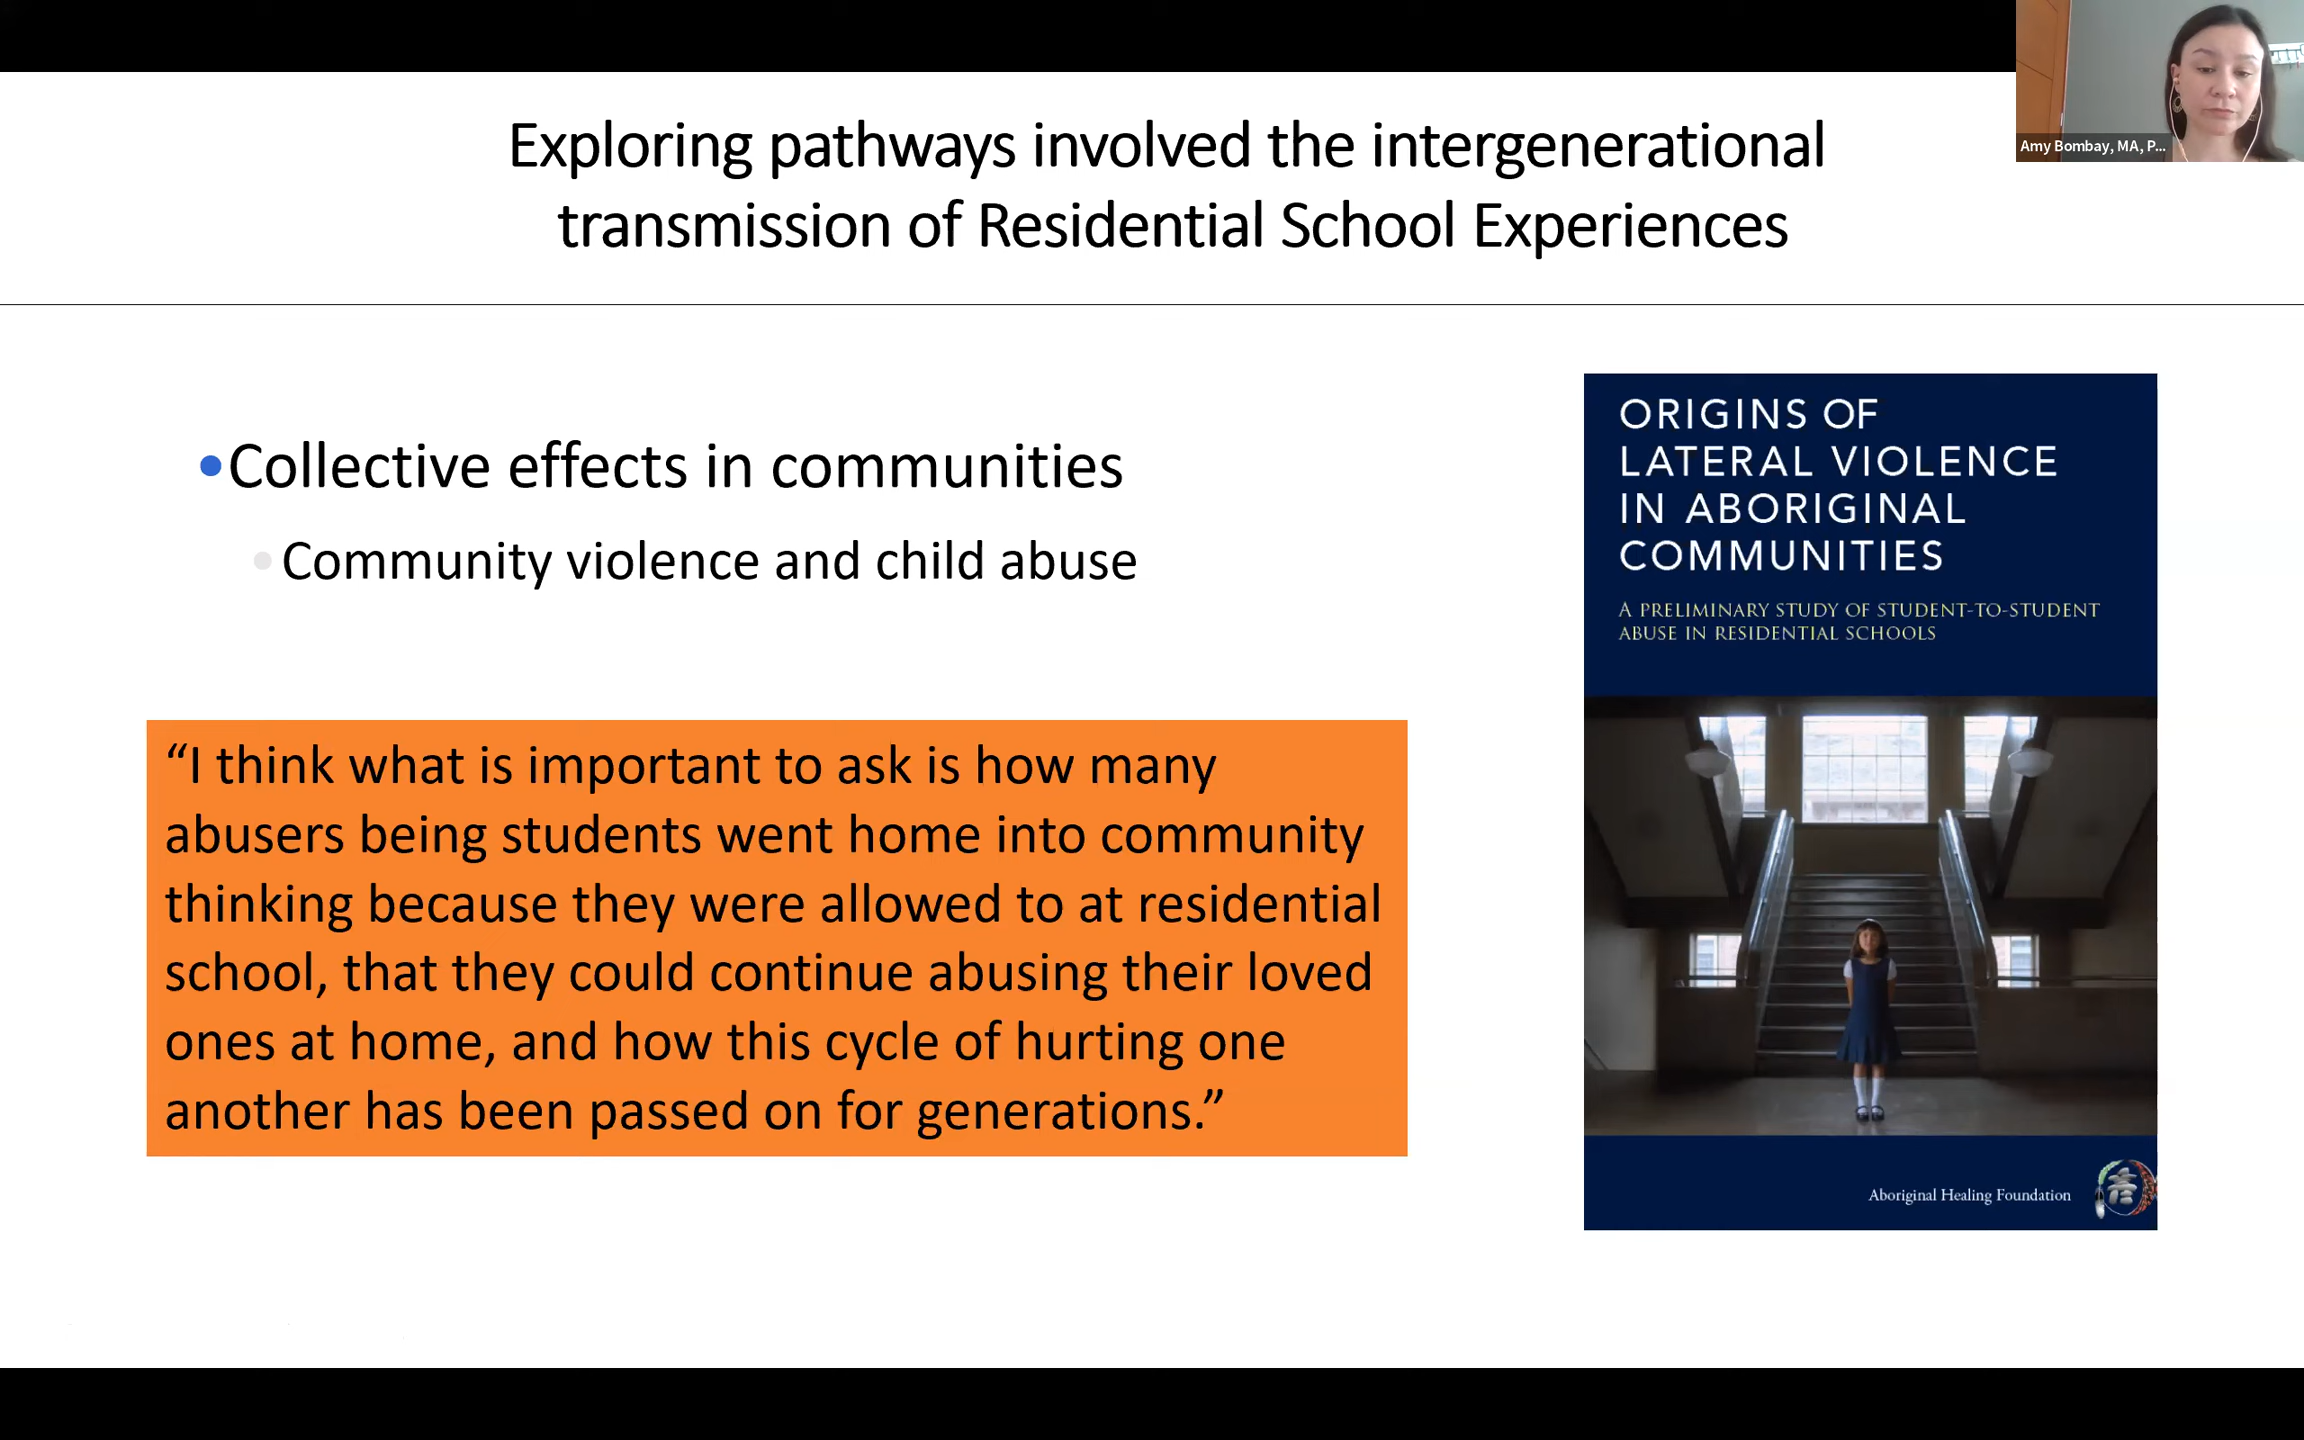 Exploring pathways involved the intergenerational
transmission of Residential School Experiences
Amy Bombay, MA, P...
•Collective effects in communities
•Community violence and child abuse
“I think what is important to ask is how many
abusers being students went home into community
thinking because they were allowed to at residential
school, that they could continue abusing their loved
ones at home, and how this cycle of hurting one
another has been passed on for generations.”
ORIGINS OF
LATERAL VIOLENCE
IN ABORIGINAL
COMMUNITIES
A PRELIMINARY STUDY OF STUDENT-TO-STUDENT
ABUSE IN RESIDENTIAL SCHOOLS
Aboriginal Healing Foundation